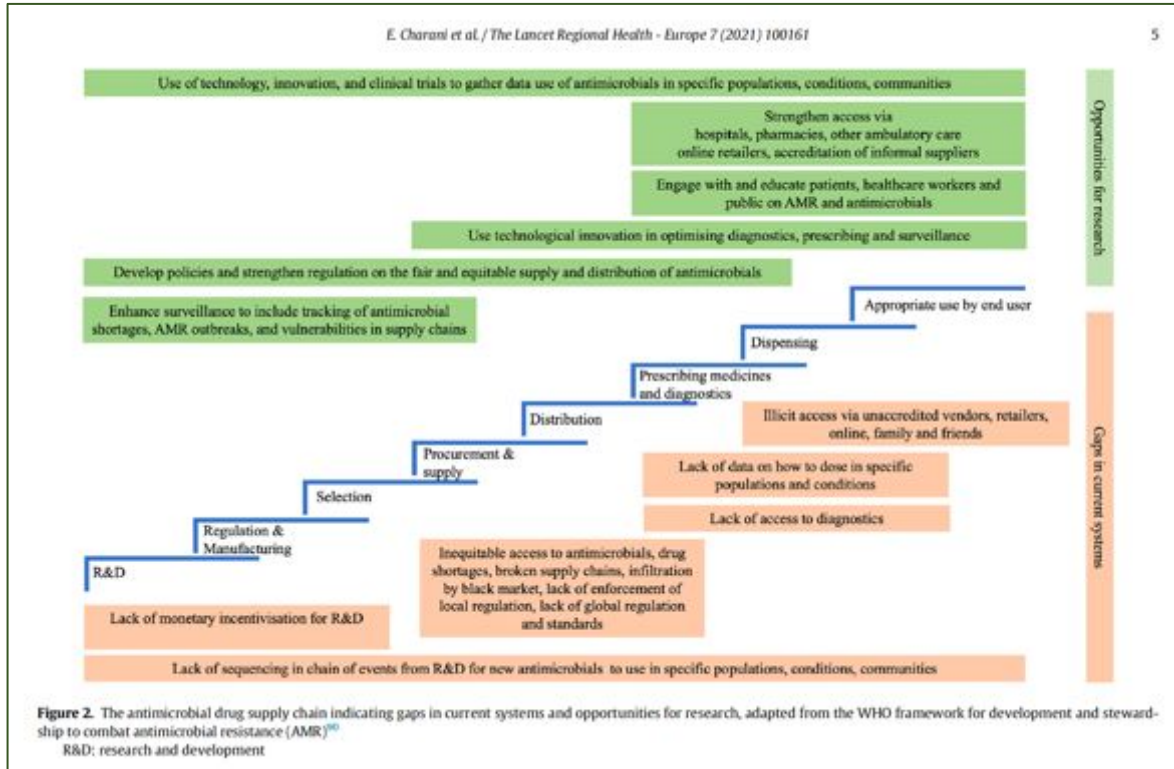 E. Charani et al. / The Lancet Regional Health - Europe 7 (2021) 100161
5
Use of technology, innovation, and clinical trials to gather data use of antimicrobials in specific populations, conditions, communities
Strengthen access via
hospitals, pharmacies, other ambulatory care
online retailers, accreditation of informal suppliers
Engage with and educate patients, healthcare workers and
public on AMR and antimicrobials
Use technological innovation in optimising diagnostics, prescribing and surveillance
Develop policies and strengthen regulation on the fair and equitable supply and distribution of antimicrobials
Enhance surveillance to include tracking of antimicrobial
shortages, AMR outbreaks, and vulnerabilities in supply chains
Opportunities for research
Appropriate use by end user
Dispensing
Prescribing medicines
and diagnostics
Distribution
Procurement &
supply
Selection
Regulation &
Manufacturing
R&D
Illicit access via unaccredited vendors, retailers,
online, family and friends
Lack of data on how to dose in specific
populations and conditions
Lack of access to diagnostics
Inequitable access to antimicrobials, drug
shortages, broken supply chains, infiltration
by black market, lack of enforcement of
local regulation, lack of global regulation
and standards
Lack of monetary incentivisation for R&D
Lack of sequencing in chain of events from R&D for new antimicrobials to use in specific populations, conditions, communities
Gaps in current systems
Figure 2. The antimicrobial drug supply chain indicating gaps in current systems and opportunities for research, adapted from the WHO framework for development and steward-
ship to combat antimicrobial resistance (AMR)
R&D: research and development